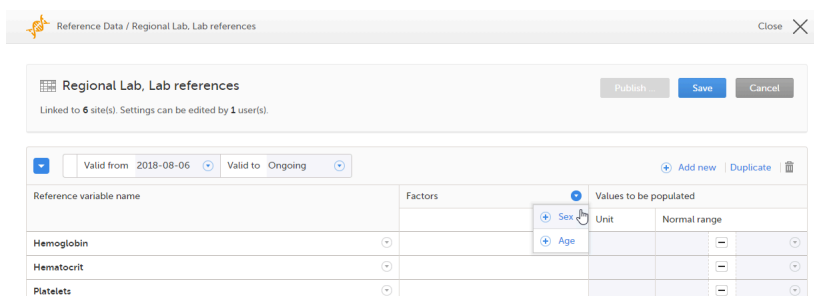 Reference Data / Regional Lab, Lab references Close
Regional Lab, Lab references Publish... Save Cancel
Linked to 6 site(s). Settings can be edited by 1 user(s).
Valid from 2018-08-06 Valid to Ongoing Add new Duplicate
Reference variable name Factors Values to be populated
Sex Unit Normal range
Age
Hemoglobin
Hematocrit
Platelets